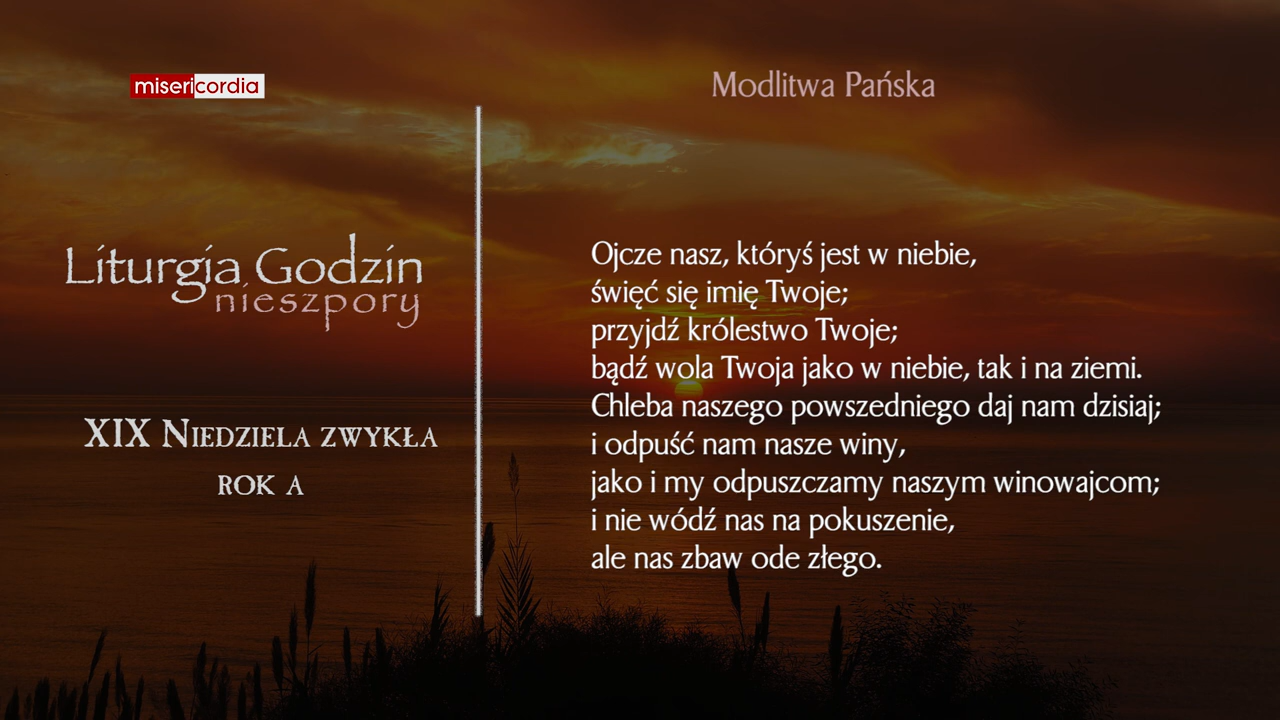 misericordia
Liturgia Godzin
nieszpory
XIX Niedziela zwykła
rok a
Modlitwa Pańska
Ojcze nasz, któryś jest w niebie,
święć się imię Twoje;
przyjdź królestwo Twoje;
bądź wola Twoja jako w niebie, tak i na ziemi.
Chleba naszego powszedniego daj nam dzisiaj;
i odpuść nam nasze winy,
jako i my odpuszczamy naszym winowajcom;
i nie wódź nas na pokuszenie,
ale nas zbaw ode złego.